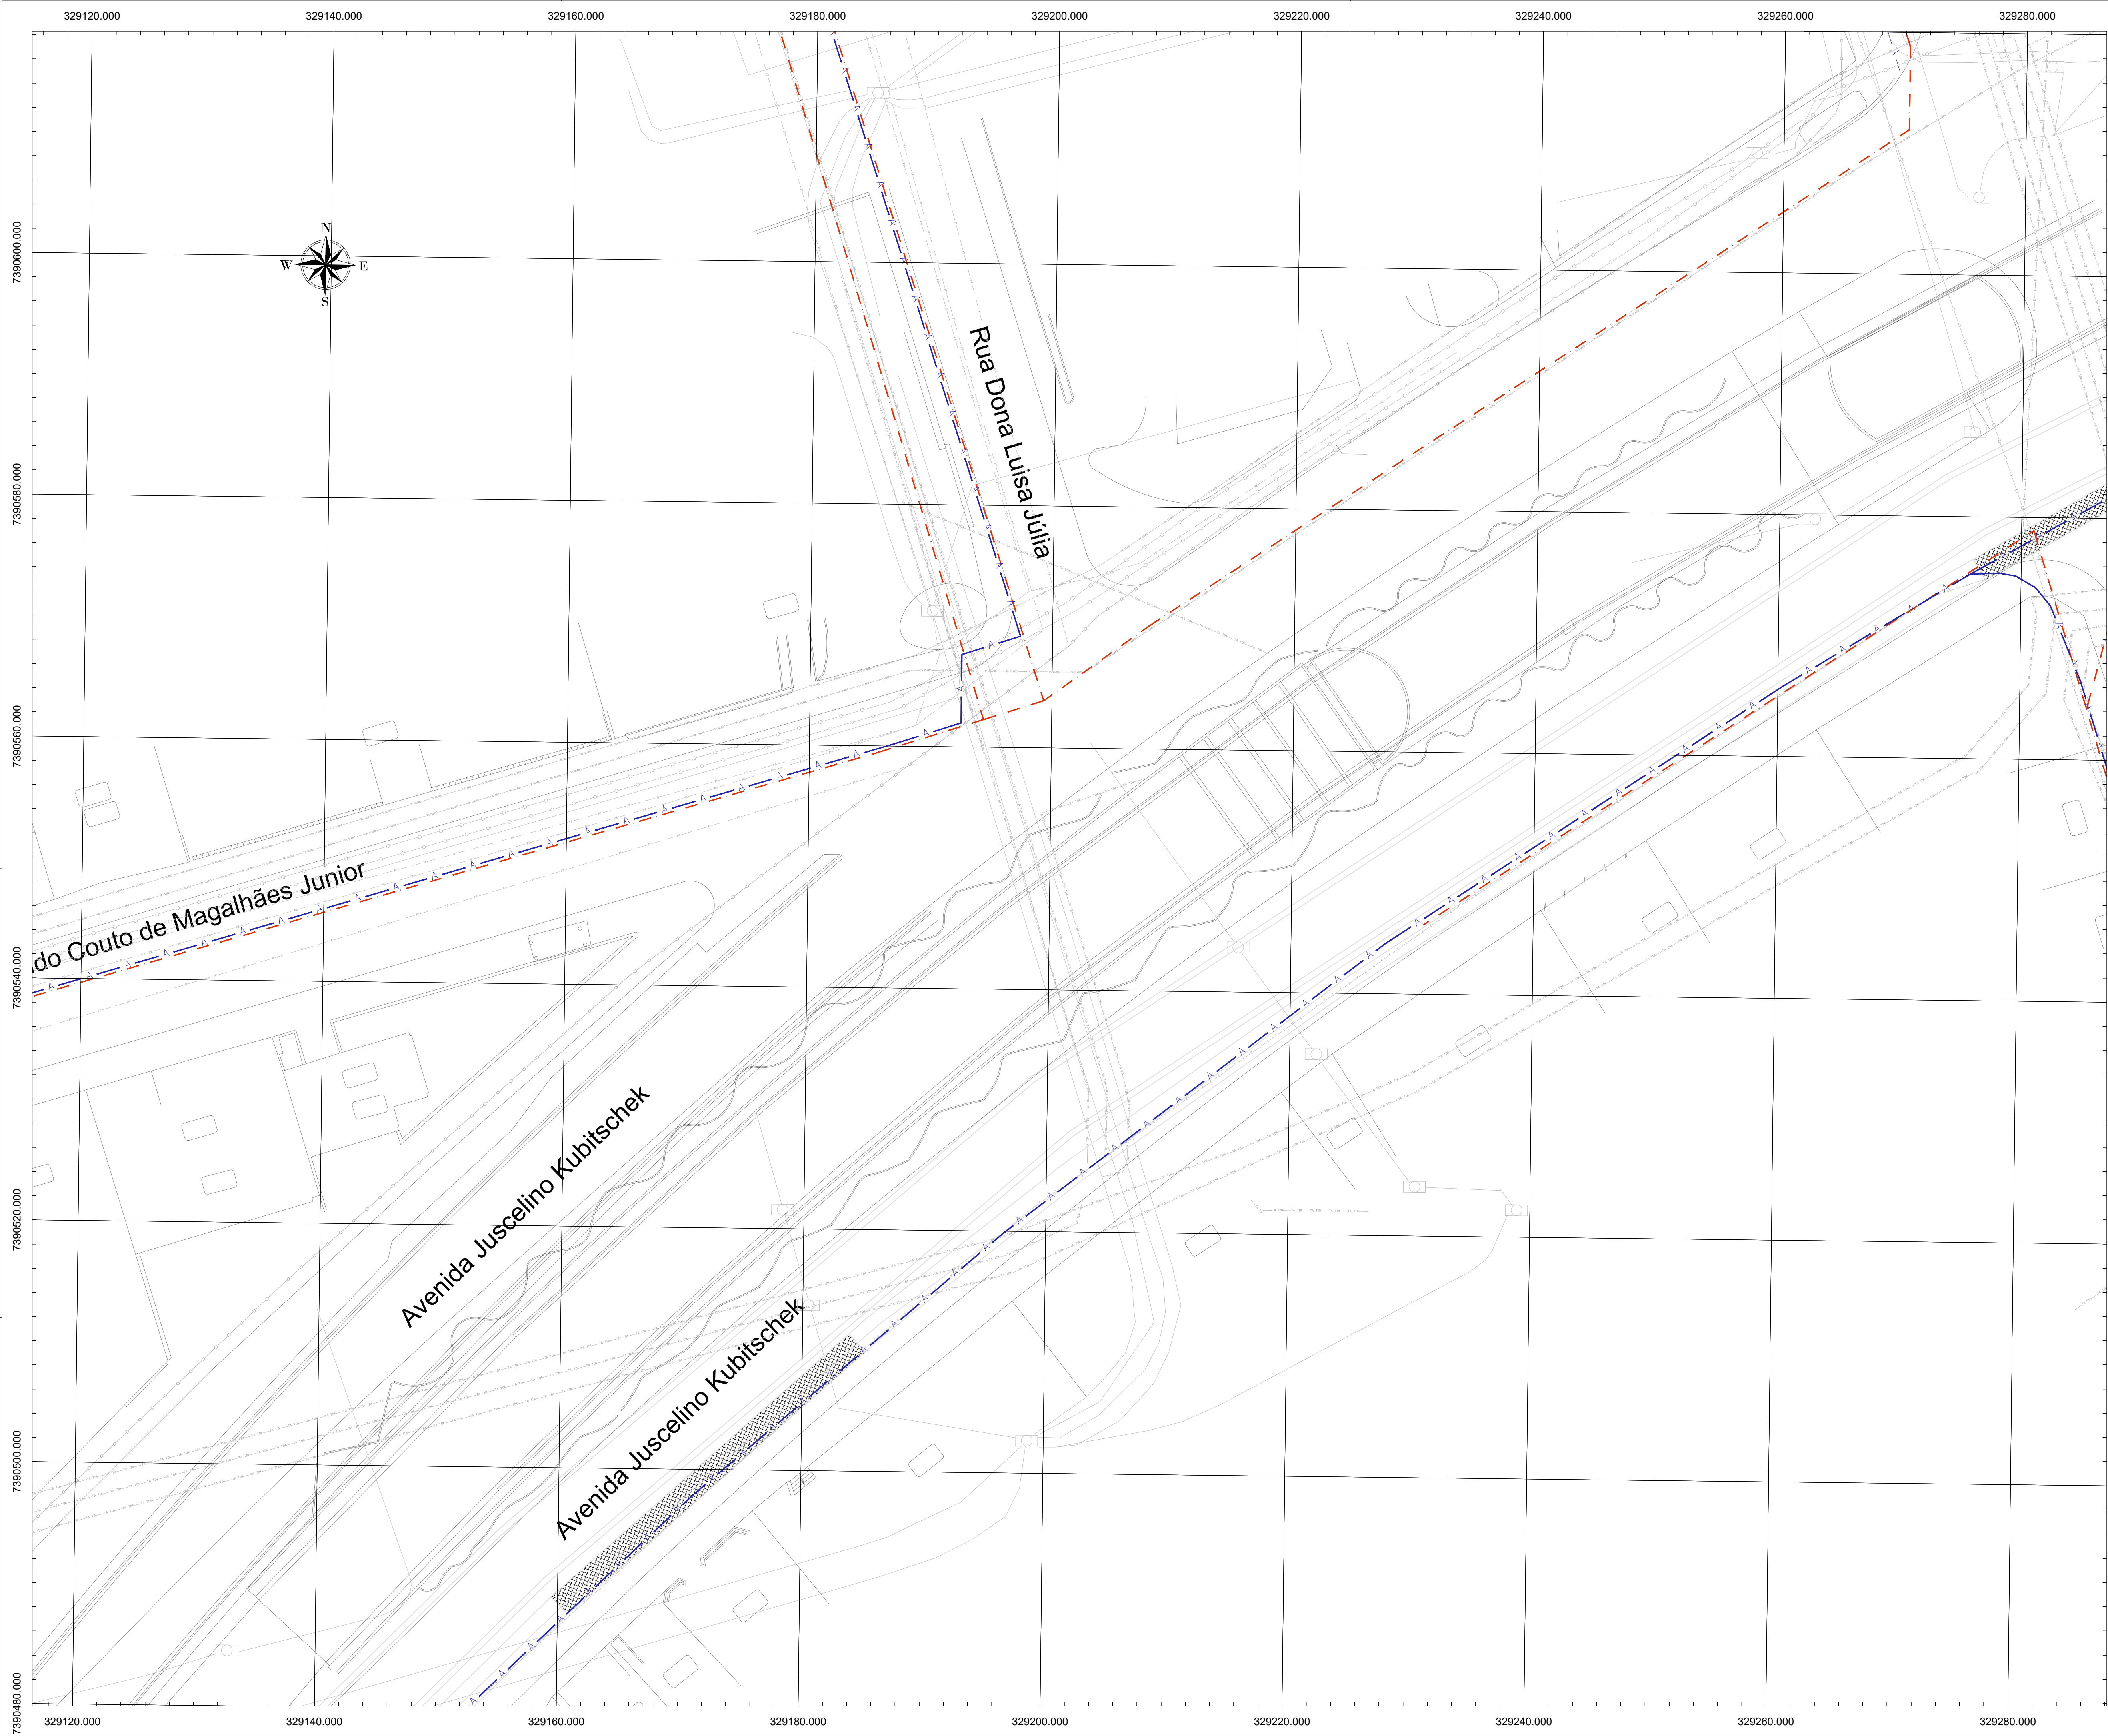 329120.000 329140.000 329160.000 329180.000 329200.000 329220.000 329240.000 329260.000 329280.000
7390600.000
N
W E
S
Rua Dona Luisa Júlia
7390580.000
7390560.000
ldo Couto de Magalhães Junior
7390540.000
Avenida Juscelino Kubitschek
7390520.000
Avenida Juscelino Kubitschek
7390500.000
7390480.000
329120.000 329140.000 329160.000 329180.000 329200.000 329220.000 329240.000 329260.000 329280.000